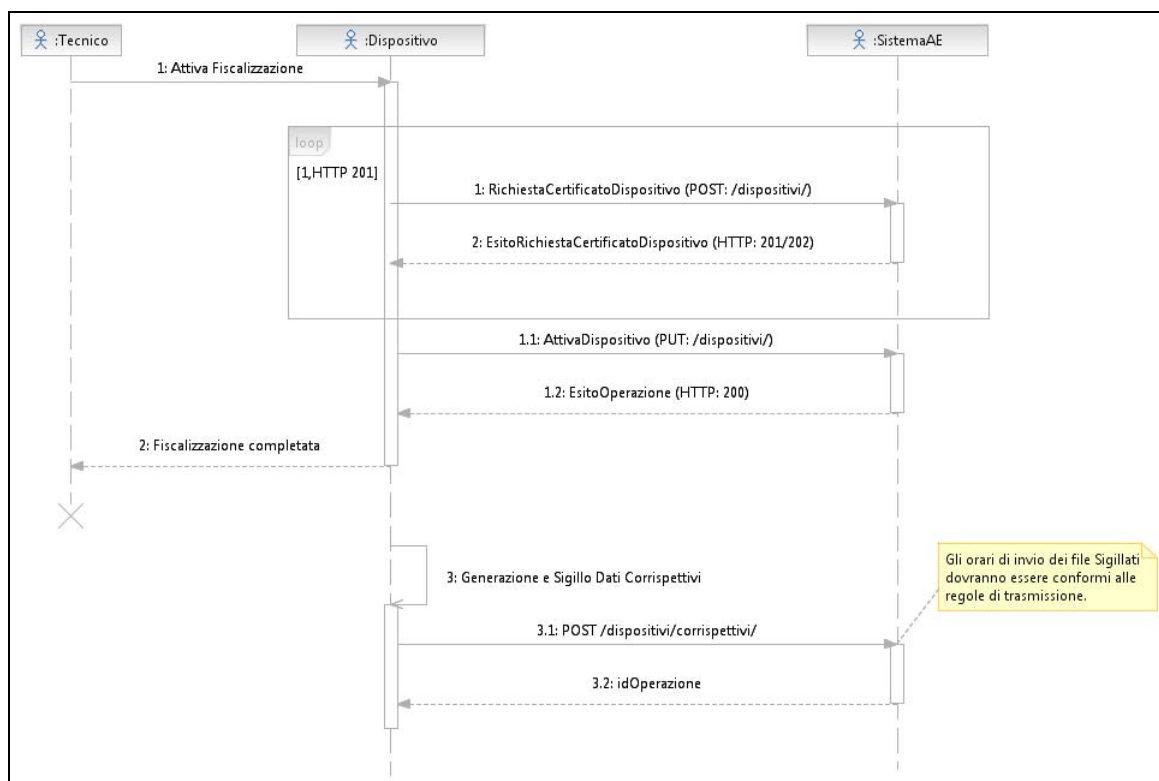 :Tecnico
:Dispositivo
:SistemaAE
1: Attiva Fiscalizzazione
loop
[1,HTTP 201]
1: RichiestaCertificatoDispositivo (POST: /dispositivi/)
2: EsitoRichiestaCertificatoDispositivo (HTTP: 201/202)
1.1: AttivaDispositivo (PUT: /dispositivi/)
1.2: EsitoOperazione (HTTP: 200)
2: Fiscalizzazione completata
3: Generazione e Sigillo Dati Corrispettivi
Gli orari di invio dei file Sigillati
dovranno essere conformi alle
regole di trasmissione.
3.1: POST /dispositivi/corrispettivi/
3.2: idOperazione